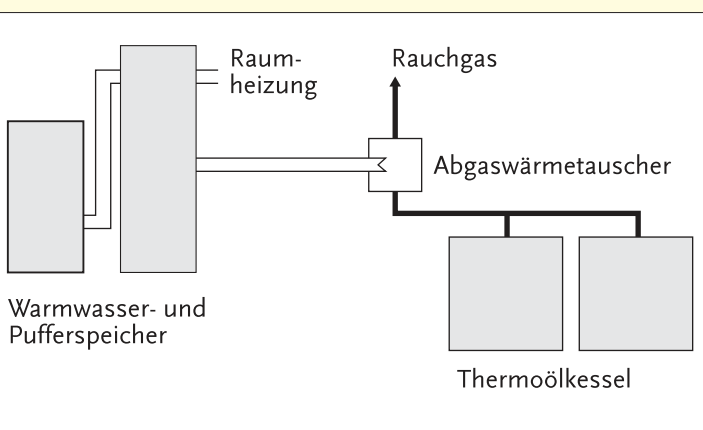 Raum-
heizung
Rauchgas
Abgaswärmetauscher
Warmwasser- und
Pufferspeicher
Thermoölkessel